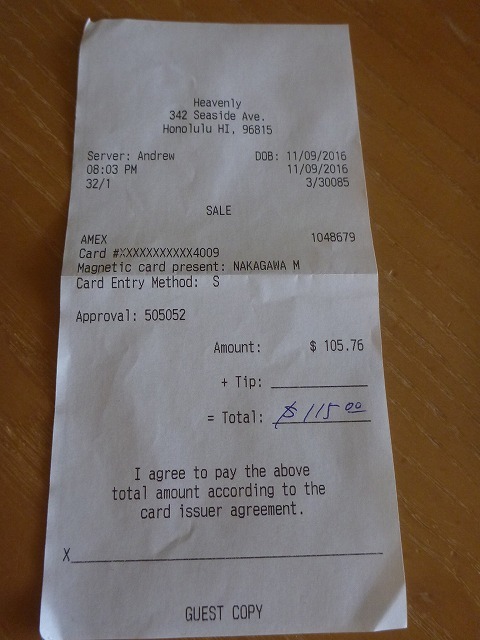 Heavenly
342 Seaside Ave.
Honolulu HI, 96815
Server: Andrew DOB: 11/09/2016
08:03 PM 11/09/2016
32/1 3/30085
SALE
AMEX 1048679
Card #XXXXXXXXXXX4009
Magnetic card present: NAKAGAWA M
Card Entry Method: S
Approval: 505052
Amount: $ 105.76
+ Tip:
= Total: $ 115 00
I agree to pay the above
total amount according to the
card issuer agreement.
X
GUEST COPY